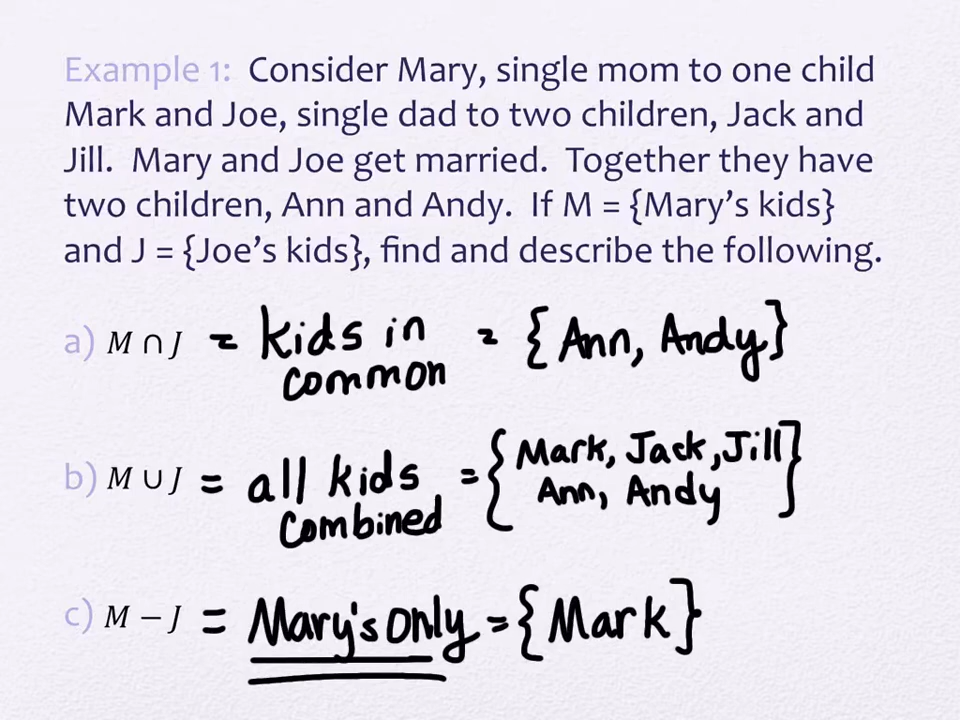 Example 1: Consider Mary, single mom to one child
Mark and Joe, single dad to two children, Jack and
Jill. Mary and Joe get married. Together they have
two children, Ann and Andy. If M = {Mary's kids}
and J = {Joe's kids}, find and describe the following.
a) M ∩ J = kids in common = {Ann, Andy}
b) M ∪ J = all kids combined = {Mark, Jack, Jill
Ann, Andy}
c) M − J = Mary's only = {Mark}